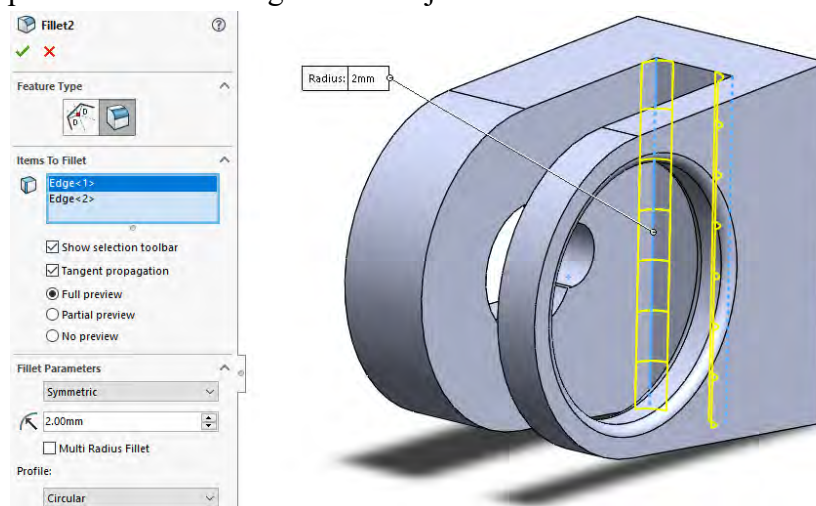 Fillet2
Feature Type
Items To Fillet
Edge<1>
Edge<2>
Show selection toolbar
Tangent propagation
Full preview
Partial preview
No preview
Fillet Parameters
Symmetric
2.00mm
Multi Radius Fillet
Profile:
Circular
Radius: 2mm